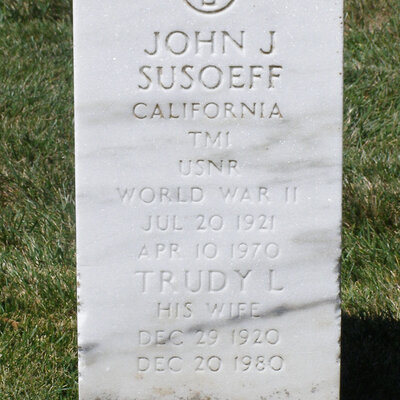 JOHN J
SUSOEFF
CALIFORNIA
TM1
USNR
WORLD WAR II
JUL 20 1921
APR 10 1970
TRUDY L
HIS WIFE
DEC 29 1920
DEC 20 1980